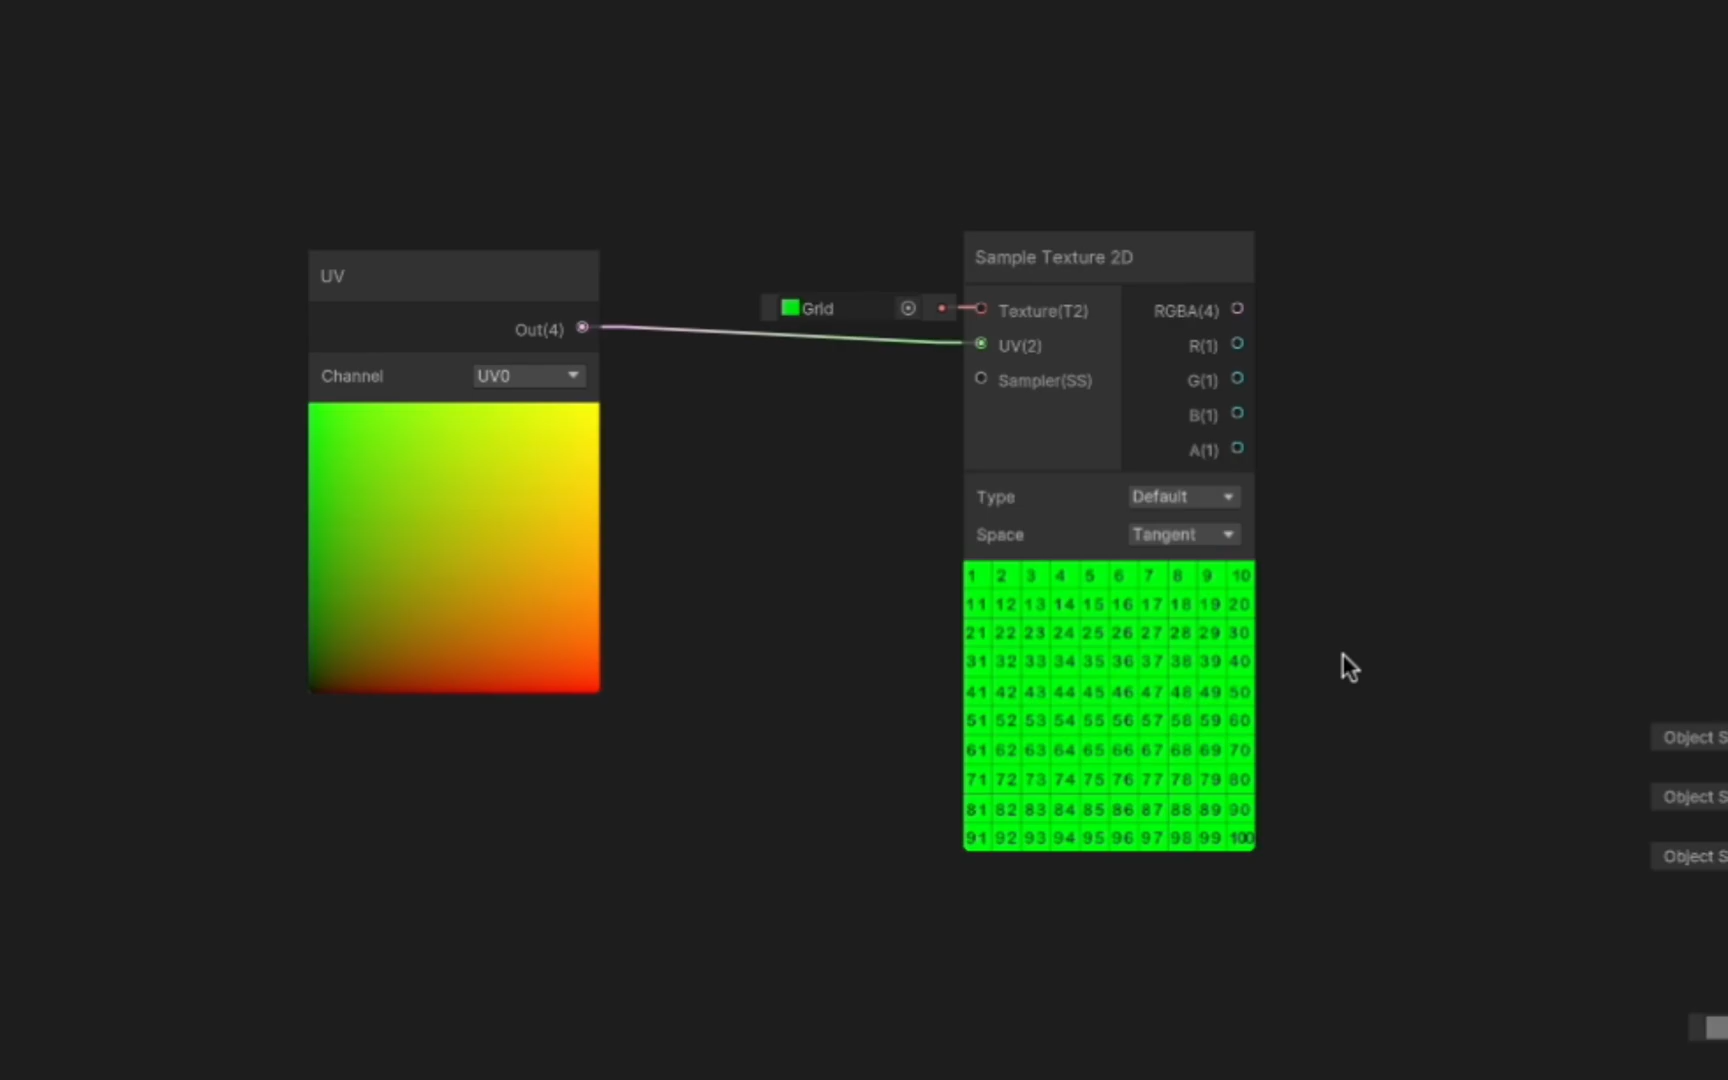 UV
Out(4)
Channel UV0
Grid
Sample Texture 2D
Texture(T2) RGBA(4)
UV(2) R(1)
Sampler(SS) G(1)
B(1)
A(1)
Type Default
Space Tangent
1 2 3 4 5 6 7 8 9 10
11 12 13 14 15 16 17 18 19 20
21 22 23 24 25 26 27 28 29 30
31 32 33 34 35 36 37 38 39 40
41 42 43 44 45 46 47 48 49 50
51 52 53 54 55 56 57 58 59 60
61 62 63 64 65 66 67 68 69 70
71 72 73 74 75 76 77 78 79 80
81 82 83 84 85 86 87 88 89 90
91 92 93 94 95 96 97 98 99 100
Object S
Object S
Object S